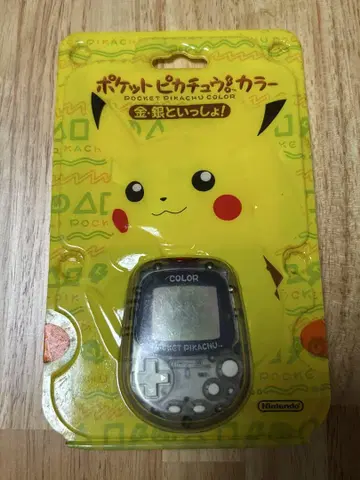 ポケット ピカチュウ カラー
POCKET PIKACHU COLOR
金・銀といっしょ!
COLOR
POCKET PIKACHU
Nintendo